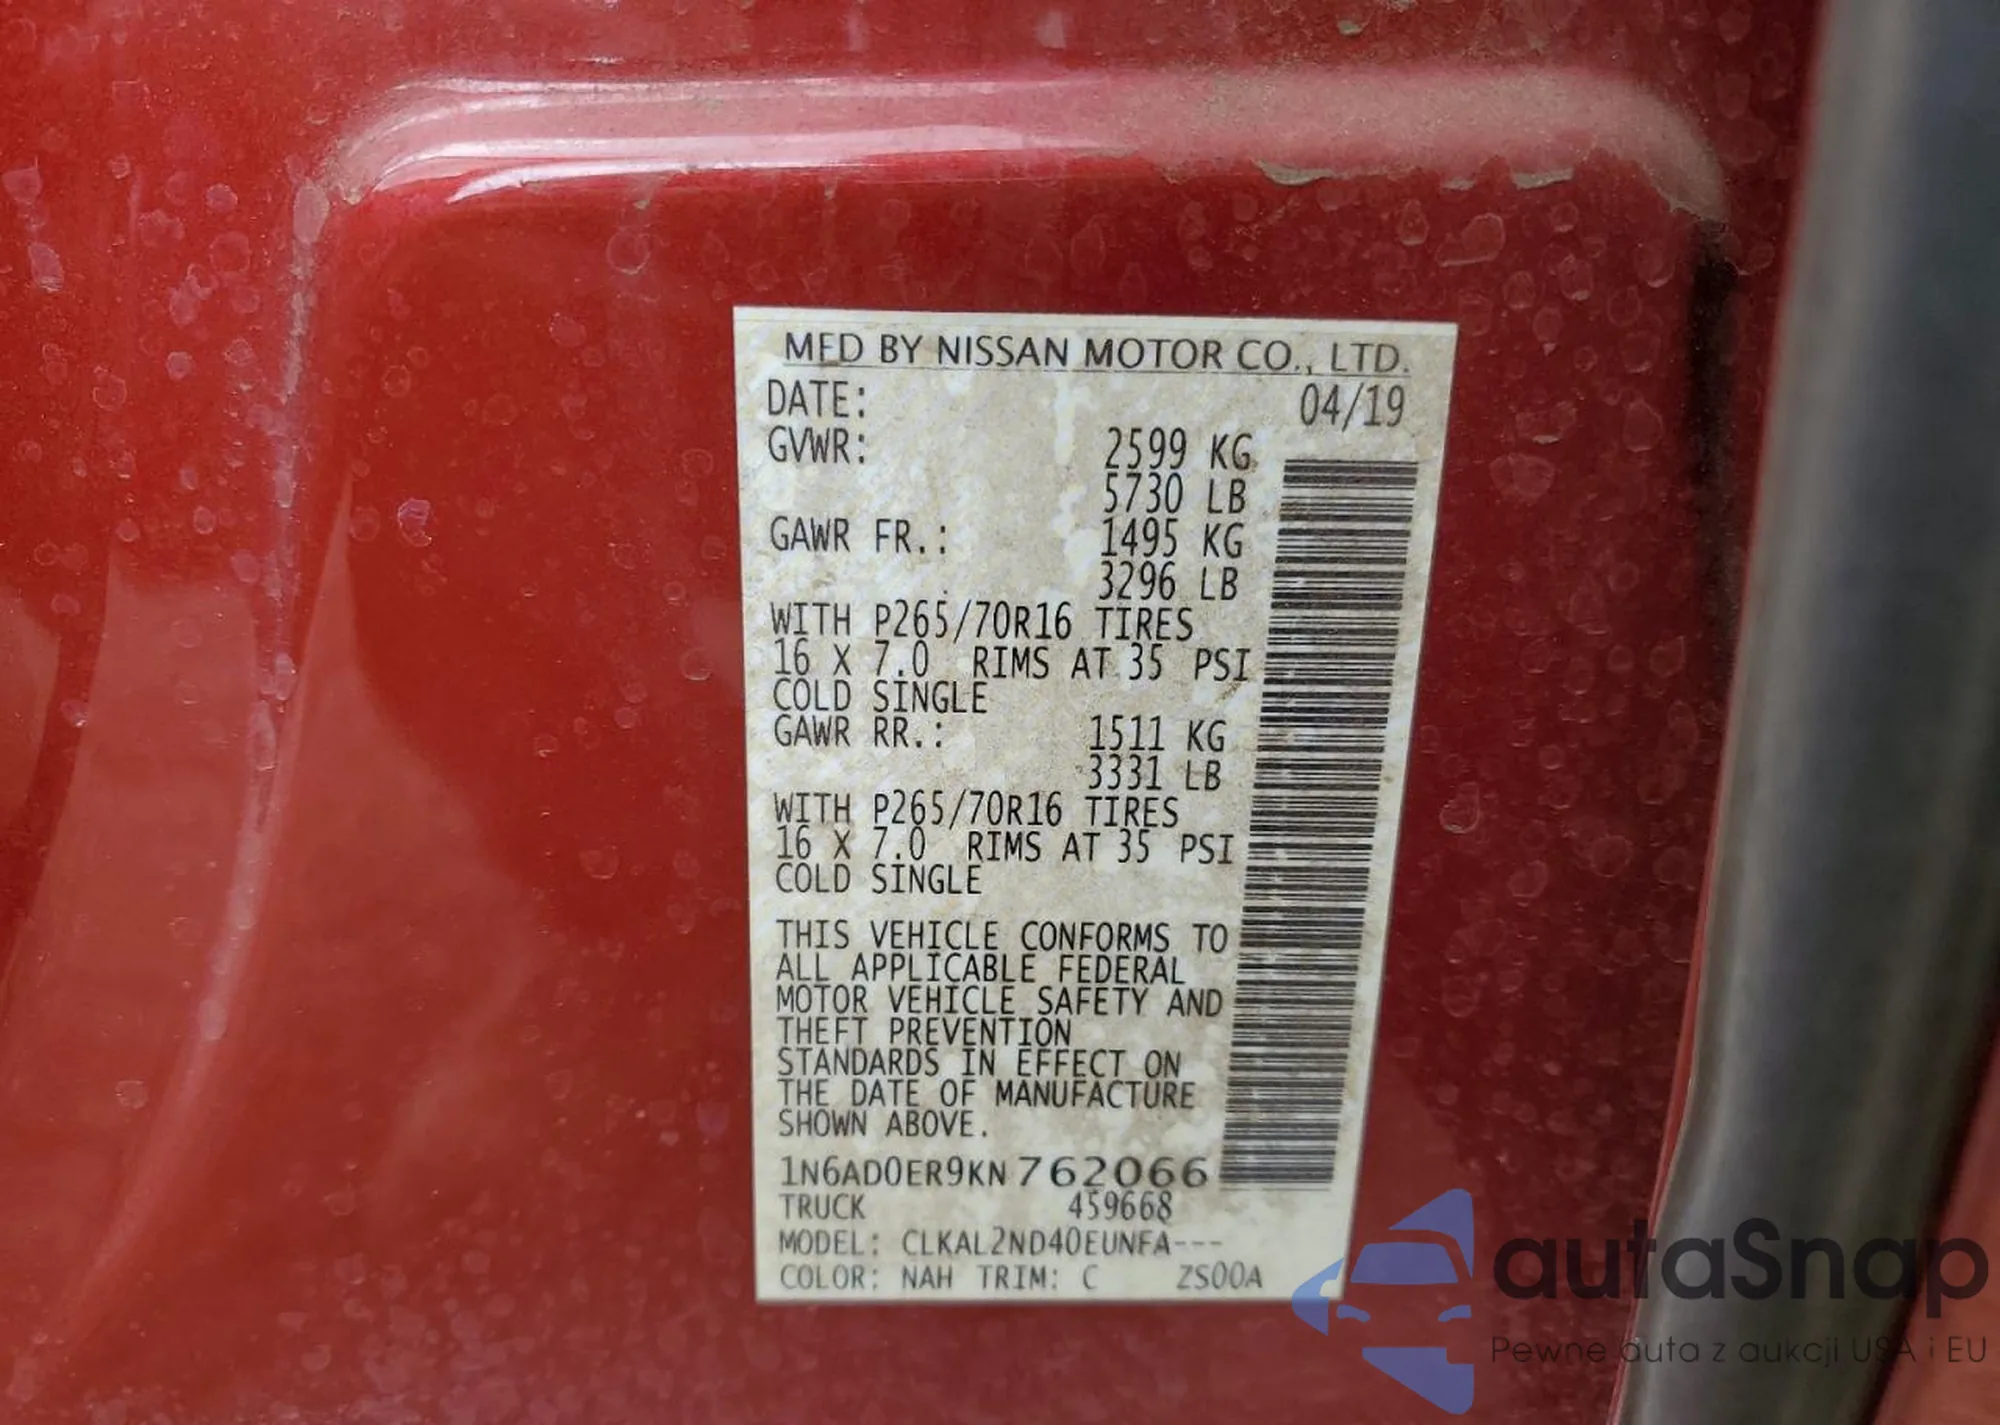 MFD BY NISSAN MOTOR CO., LTD.
DATE: 04/19
GVWR: 2599 KG
5730 LB
GAWR FR.: 1495 KG
3296 LB
WITH P265/70R16 TIRES
16 X 7.0 RIMS AT 35 PSI
COLD SINGLE
GAWR RR.: 1511 KG
3331 LB
WITH P265/70R16 TIRES
16 X 7.0 RIMS AT 35 PSI
COLD SINGLE
THIS VEHICLE CONFORMS TO
ALL APPLICABLE FEDERAL
MOTOR VEHICLE SAFETY AND
THEFT PREVENTION
STANDARDS IN EFFECT ON
THE DATE OF MANUFACTURE
SHOWN ABOVE.
1N6AD0ER9KN762066
TRUCK 459668
MODEL: CLKAL2ND40EUNFA---
COLOR: NAH TRIM: C ZS00A
autaSnap
Pewne auta z aukcji USA i EU